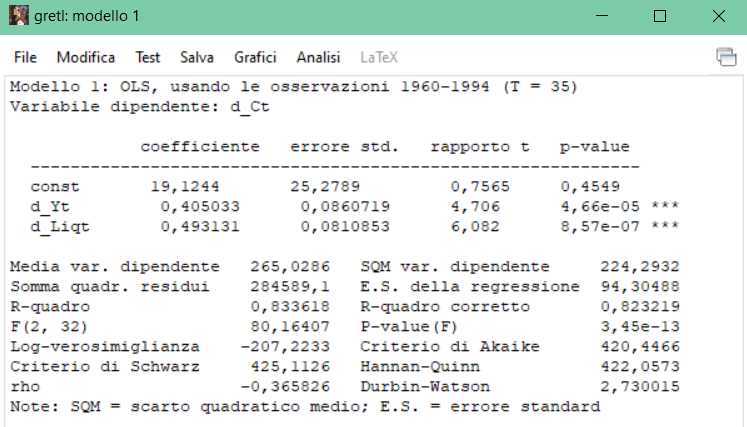 gretl: modello 1
File Modifica Test Salva Grafici Analisi LaTeX
Modello 1: OLS, usando le osservazioni 1960-1994 (T = 35)
Variabile dipendente: d_Ct
coefficiente errore std. rapporto t p-value
------------------------------------------------------------
const 19,1244 25,2789 0,7565 0,4549
d_Yt 0,405033 0,0860719 4,706 4,66e-05 ***
d_Liqt 0,493131 0,0810853 6,082 8,57e-07 ***
Media var. dipendente 265,0286 SQM var. dipendente 224,2932
Somma quadr. residui 284589,1 E.S. della regressione 94,30488
R-quadro 0,833618 R-quadro corretto 0,823219
F(2, 32) 80,16407 P-value(F) 3,45e-13
Log-verosimiglianza -207,2233 Criterio di Akaike 420,4466
Criterio di Schwarz 425,1126 Hannan-Quinn 422,0573
rho -0,365826 Durbin-Watson 2,730015
Note: SQM = scarto quadratico medio; E.S. = errore standard